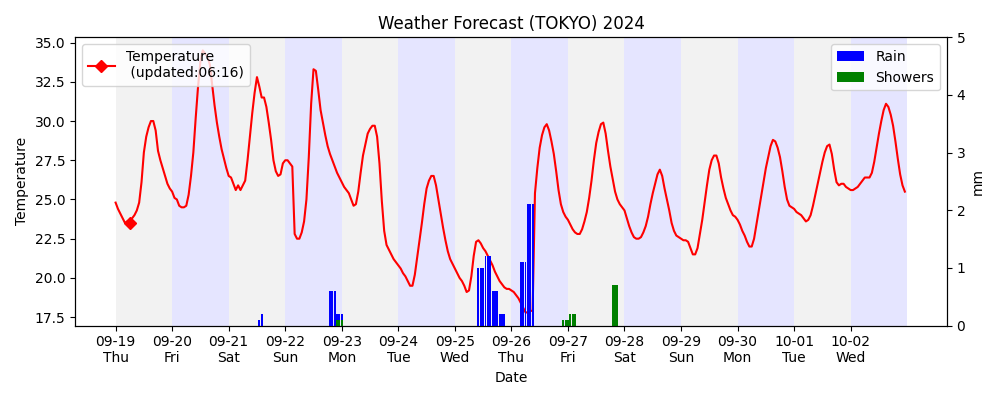 Weather Forecast (TOKYO) 2024
Temperature
(updated:06:16)
Rain
Showers
35.0
32.5
30.0
27.5
25.0
22.5
20.0
17.5
Temperature
5
4
3
2
1
0
mm
09-19 09-20 09-21 09-22 09-23 09-24 09-25 09-26 09-27 09-28 09-29 09-30 10-01 10-02
Thu Fri Sat Sun Mon Tue Wed Thu Fri Sat Sun Mon Tue Wed
Date